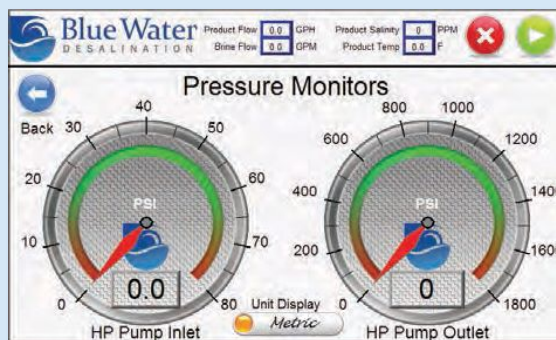 Blue Water
DESALINATION
Product Flow 0.0 GPH Product Salinity 0 PPM
Brine Flow 0.0 GPM Product Temp 0.0 F
Pressure Monitors
Back
0 10 20 30 40 50 60 70 80
PSI
0.0
HP Pump Inlet
Unit Display
Metric
0 200 400 600 800 1000 1200 1400 1600 1800
PSI
0
HP Pump Outlet